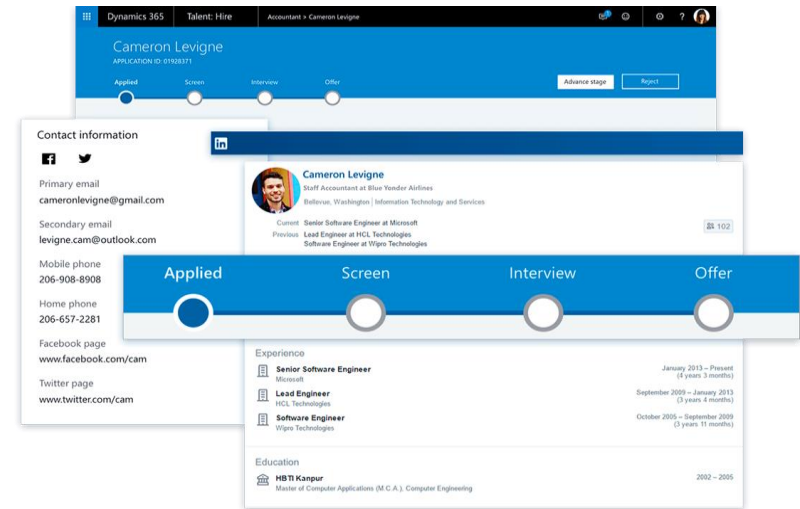 Dynamics 365 Talent: Hire Accountant > Cameron Levigne ?
Cameron Levigne
APPLICATION ID: 01928371
Applied Screen Interview Offer
Advance stage Reject
Contact information
Primary email
cameronlevigne@gmail.com
Secondary email
levigne.cam@outlook.com
Mobile phone
206-908-8908
Home phone
206-657-2281
Facebook page
www.facebook.com/cam
Twitter page
www.twitter.com/cam
in
Cameron Levigne
Staff Accountant at Blue Yonder Airlines
Bellevue, Washington | Information Technology and Services
Current Senior Software Engineer at Microsoft
Previous Lead Engineer at HCL Technologies
Software Engineer at Wipro Technologies
102
Applied Screen Interview Offer
Experience
Senior Software Engineer January 2013 – Present
Microsoft (4 years 3 months)
Lead Engineer September 2009 – January 2013
HCL Technologies (3 years 4 months)
Software Engineer October 2005 – September 2009
Wipro Technologies (3 years 11 months)
Education
HBTI Kanpur 2002 – 2005
Master of Computer Applications (M.C.A.), Computer Engineering